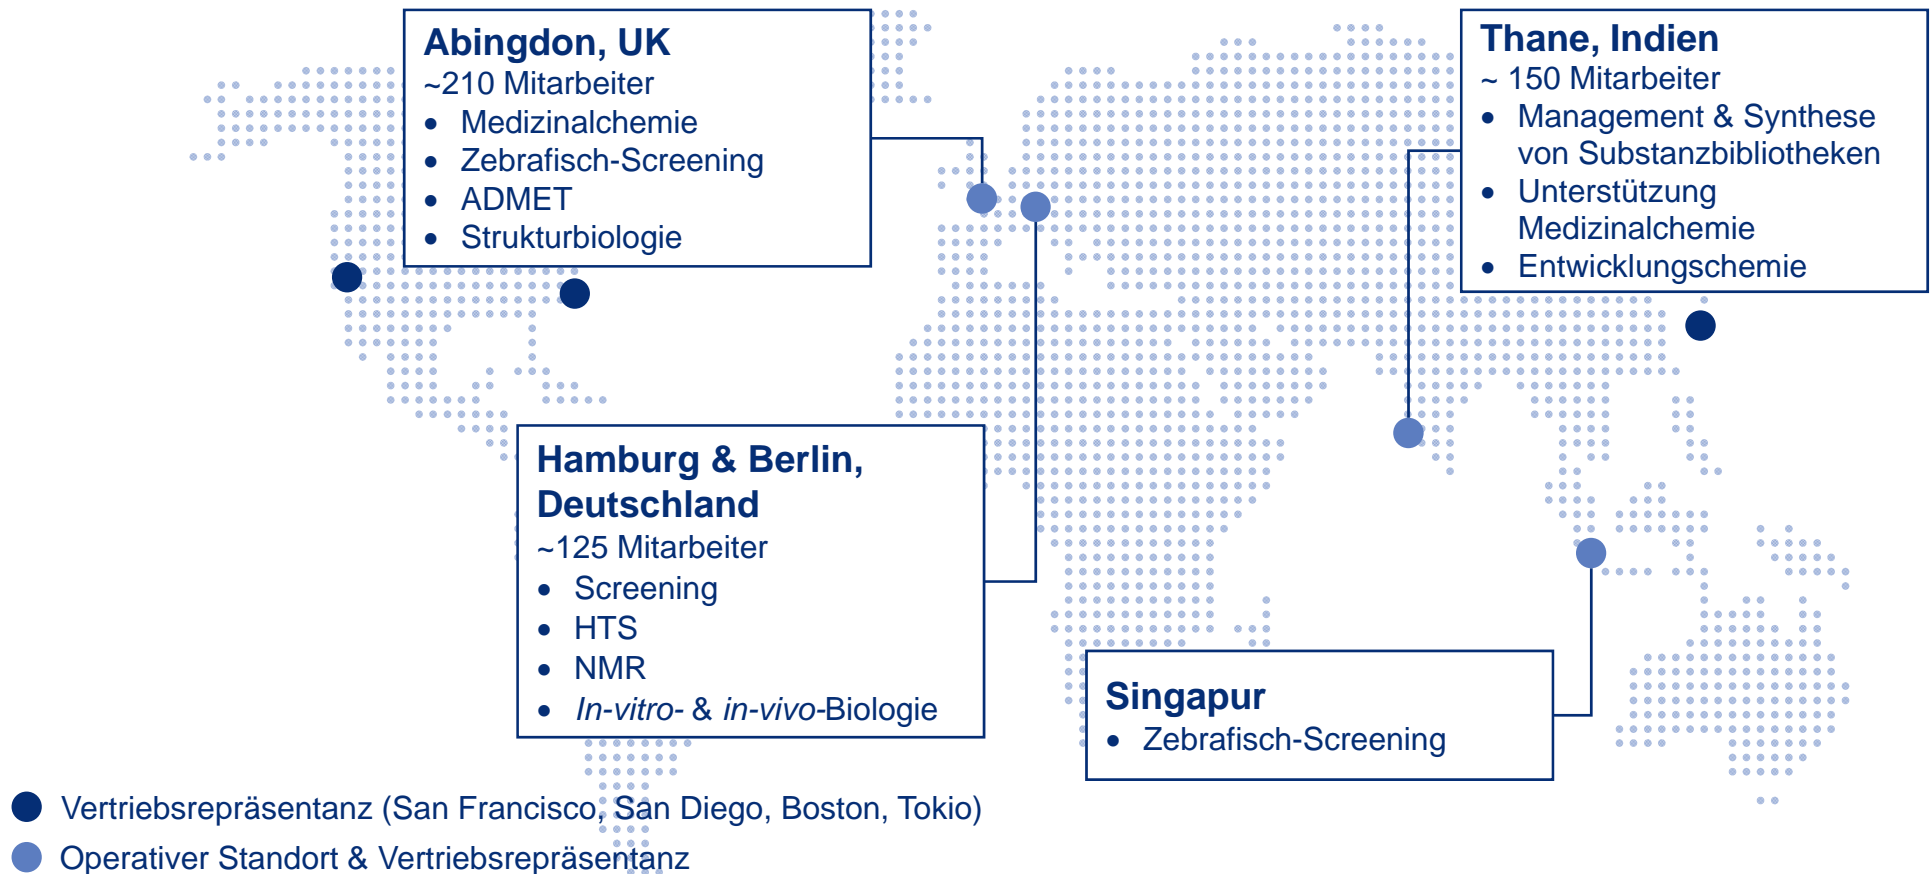 Abingdon, UK
~210 Mitarbeiter
• Medizinalchemie
• Zebrafisch-Screening
• ADMET
• Strukturbiologie
Thane, Indien
~ 150 Mitarbeiter
• Management & Synthese
von Substanzbibliotheken
• Unterstützung
Medizinalchemie
• Entwicklungschemie
Hamburg & Berlin,
Deutschland
~125 Mitarbeiter
• Screening
• HTS
• NMR
• In-vitro- & in-vivo-Biologie
Singapur
• Zebrafisch-Screening
Vertriebsrepräsentanz (San Francisco, San Diego, Boston, Tokio)
Operativer Standort & Vertriebsrepräsentanz